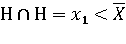 H ∩ H = x₁ < X̅